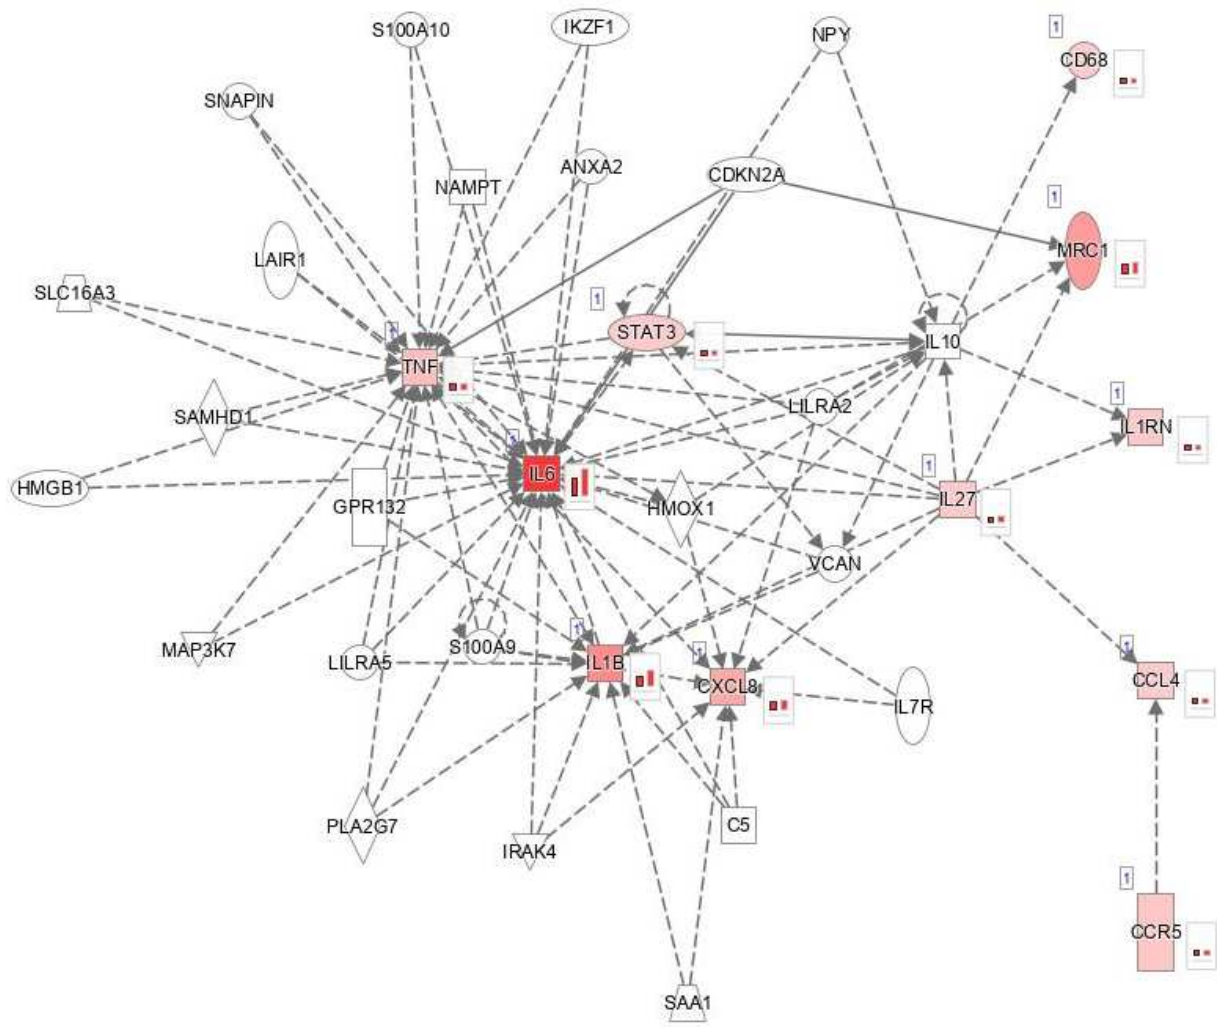 S100A10
IKZF1
NPY
1
CD68
SNAPIN
NAMPT
ANXA2
CDKN2A
1
MRC1
LAIR1
SLC16A3
1
STAT3
1
TNF
IL10
SAMHD1
LILRA2
1
IL1RN
1
IL6
1
IL27
HMGB1
GPR132
HMOX1
VCAN
MAP3K7
LILRA5
S100A9
1
IL1B
1
CXCL8
IL7R
1
CCL4
PLA2G7
IRAK4
C5
1
CCR5
SAA1